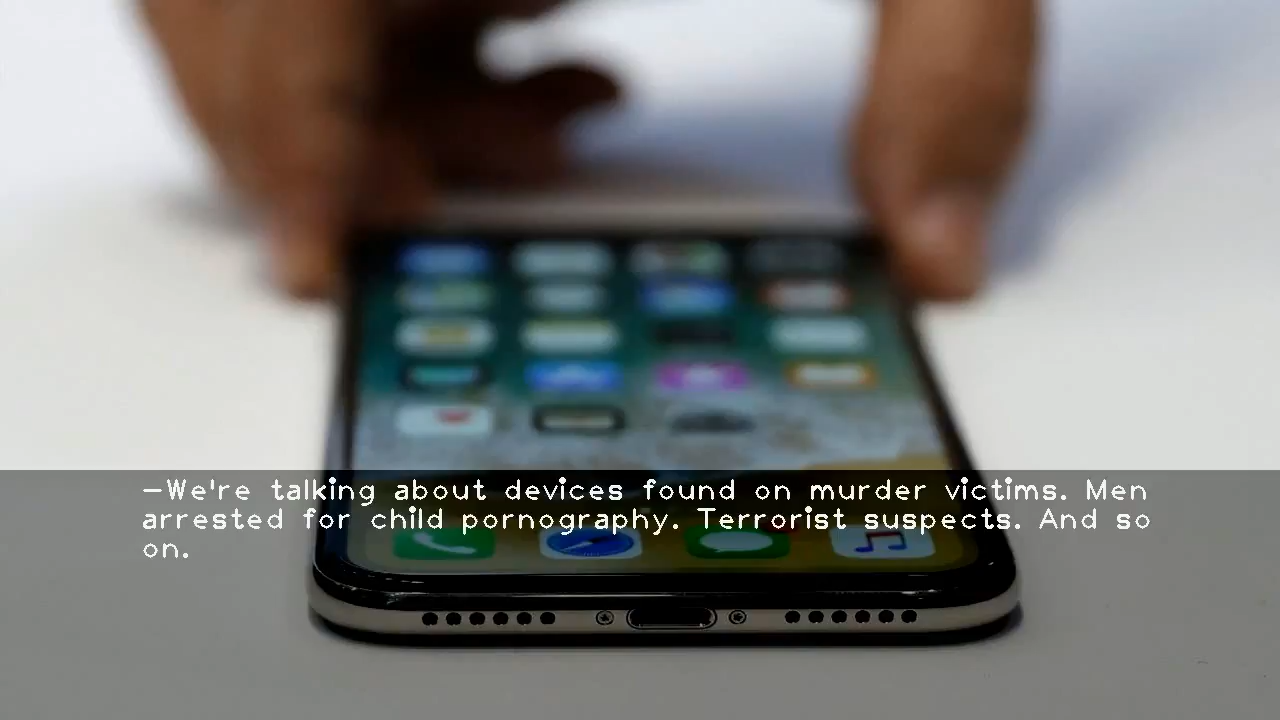 —We're talking about devices found on murder victims. Men
arrested for child pornography. Terrorist suspects. And so
on.